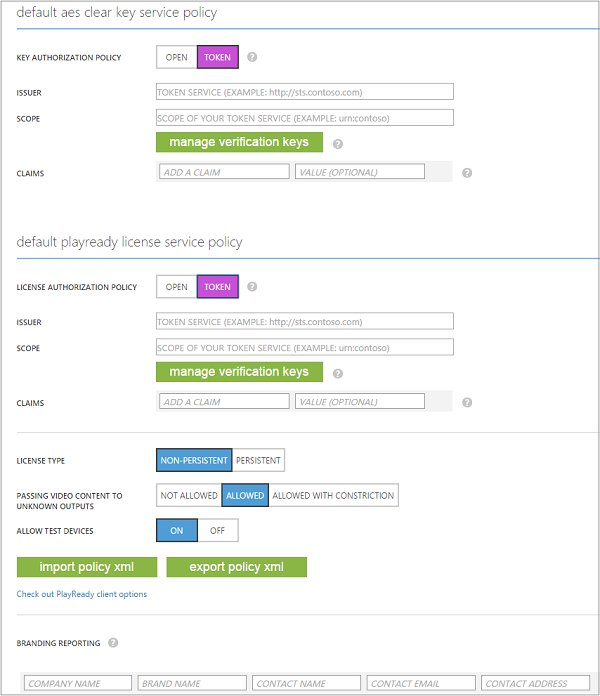 default aes clear key service policy
KEY AUTHORIZATION POLICY OPEN TOKEN ?
ISSUER TOKEN SERVICE (EXAMPLE: http://sts.contoso.com)
SCOPE SCOPE OF YOUR TOKEN SERVICE (EXAMPLE: urn:contoso)
manage verification keys ?
CLAIMS ADD A CLAIM VALUE (OPTIONAL) ?
default playready license service policy
LICENSE AUTHORIZATION POLICY OPEN TOKEN ?
ISSUER TOKEN SERVICE (EXAMPLE: http://sts.contoso.com)
SCOPE SCOPE OF YOUR TOKEN SERVICE (EXAMPLE: urn:contoso)
manage verification keys ?
CLAIMS ADD A CLAIM VALUE (OPTIONAL) ?
LICENSE TYPE NON-PERSISTENT PERSISTENT
PASSING VIDEO CONTENT TO NOT ALLOWED ALLOWED ALLOWED WITH CONSTRICTION
UNKNOWN OUTPUTS
ALLOW TEST DEVICES ON OFF
import policy xml export policy xml
Check out PlayReady client options
BRANDING REPORTING ?
COMPANY NAME BRAND NAME CONTACT NAME CONTACT EMAIL CONTACT ADDRESS